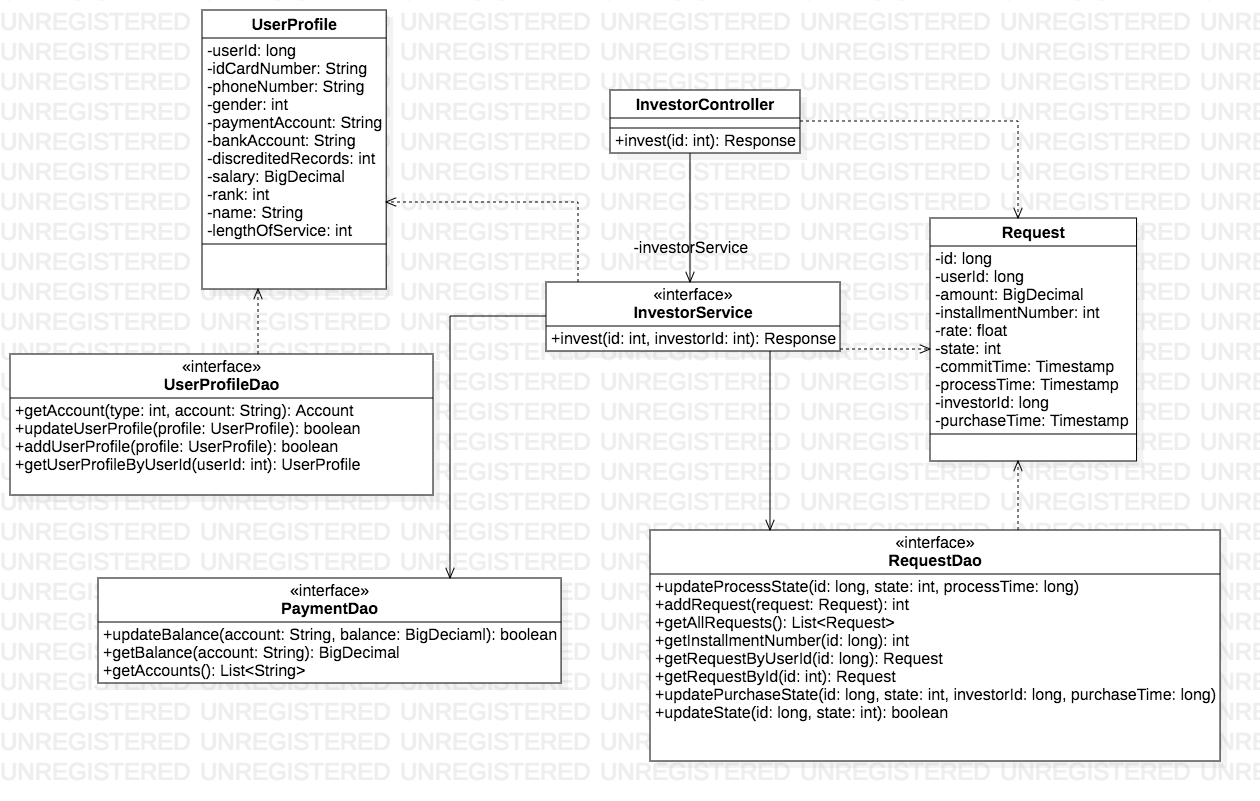 UserProfile
-userId: long
-idCardNumber: String
-phoneNumber: String
-gender: int
-paymentAccount: String
-bankAccount: String
-discreditedRecords: int
-salary: BigDecimal
-rank: int
-name: String
-lengthOfService: int
InvestorController
+invest(id: int): Response
-investorService
«interface»
InvestorService
+invest(id: int, investorId: int): Response
Request
-id: long
-userId: long
-amount: BigDecimal
-installmentNumber: int
-rate: float
-state: int
-commitTime: Timestamp
-processTime: Timestamp
-investorId: long
-purchaseTime: Timestamp
«interface»
UserProfileDao
+getAccount(type: int, account: String): Account
+updateUserProfile(profile: UserProfile): boolean
+addUserProfile(profile: UserProfile): boolean
+getUserProfileByUserId(userId: int): UserProfile
«interface»
PaymentDao
+updateBalance(account: String, balance: BigDeciaml): boolean
+getBalance(account: String): BigDecimal
+getAccounts(): List<String>
«interface»
RequestDao
+updateProcessState(id: long, state: int, processTime: long)
+addRequest(request: Request): int
+getAllRequests(): List<Request>
+getInstallmentNumber(id: long): int
+getRequestByUserId(id: long): Request
+getRequestById(id: int): Request
+updatePurchaseState(id: long, state: int, investorId: long, purchaseTime: long)
+updateState(id: long, state: int): boolean